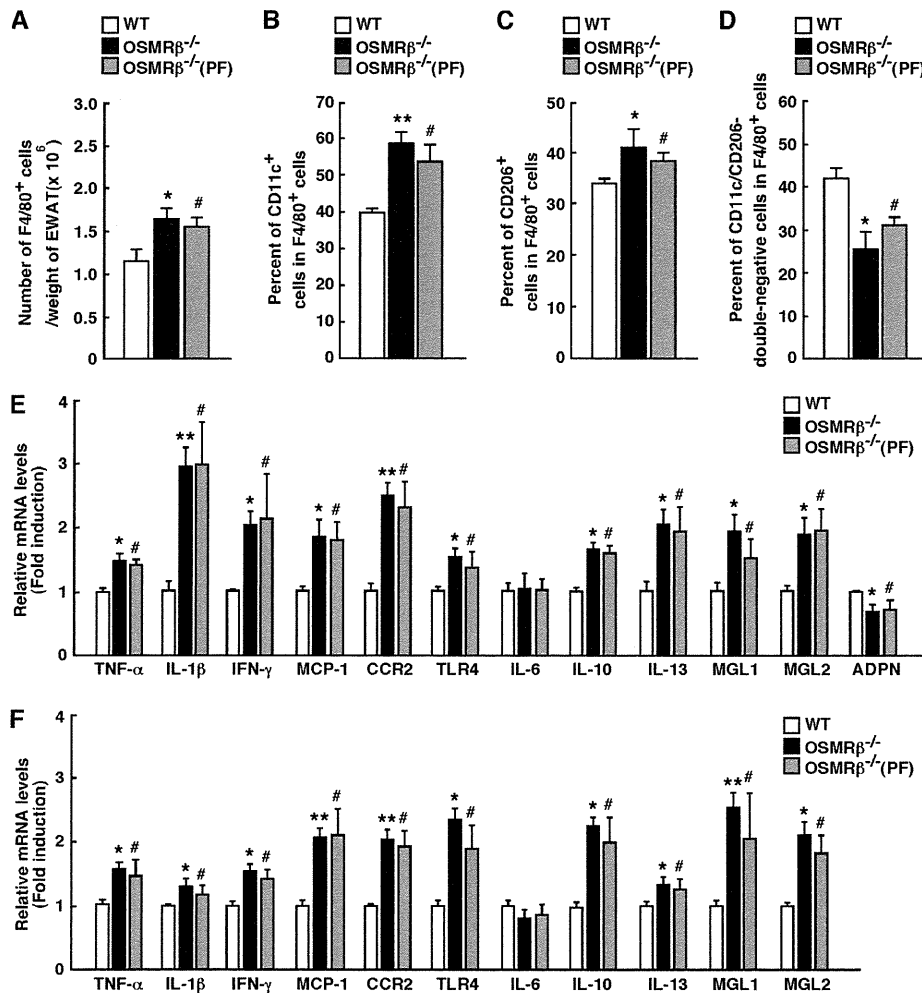 A
WT
OSMRβ-/-
OSMRβ-/-(PF)
Number of F4/80+ cells
/weight of EWAT(x 10^6)
3.0
2.5
2.0
1.5
1.0
0.5
0
*
#
B
WT
OSMRβ-/-
OSMRβ-/-(PF)
Percent of CD11c+
cells in F4/80+ cells
70
60
50
40
30
20
10
0
**
#
C
WT
OSMRβ-/-
OSMRβ-/-(PF)
Percent of CD206+
cells in F4/80+ cells
50
40
30
20
10
0
*
#
D
WT
OSMRβ-/-
OSMRβ-/-(PF)
Percent of CD11c/CD206-
double-negative cells in F4/80+ cells
60
50
40
30
20
10
0
*
#
E
WT
OSMRβ-/-
OSMRβ-/-(PF)
Relative mRNA levels
(Fold induction)
4
3
2
1
0
* # ** # * # * # ** # * # * # * # * # * # * #
TNF-α IL-1β IFN-γ MCP-1 CCR2 TLR4 IL-6 IL-10 IL-13 MGL1 MGL2 ADPN
F
WT
OSMRβ-/-
OSMRβ-/-(PF)
Relative mRNA levels
(Fold induction)
4
3
2
1
0
* # * # * # ** # ** # * # * # * # ** # * #
TNF-α IL-1β IFN-γ MCP-1 CCR2 TLR4 IL-6 IL-10 IL-13 MGL1 MGL2